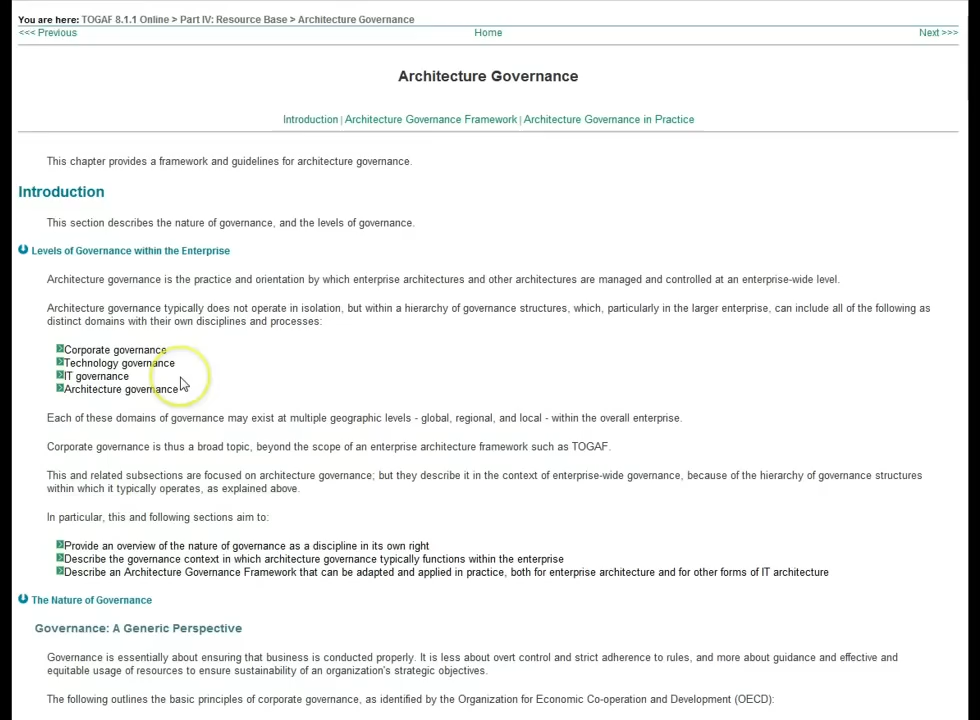 You are here: TOGAF 8.1.1 Online > Part IV: Resource Base > Architecture Governance
<<< Previous Home Next >>>
Architecture Governance
Introduction | Architecture Governance Framework | Architecture Governance in Practice
This chapter provides a framework and guidelines for architecture governance.
Introduction
This section describes the nature of governance, and the levels of governance.
Levels of Governance within the Enterprise
Architecture governance is the practice and orientation by which enterprise architectures and other architectures are managed and controlled at an enterprise-wide level.
Architecture governance typically does not operate in isolation, but within a hierarchy of governance structures, which, particularly in the larger enterprise, can include all of the following as
distinct domains with their own disciplines and processes:
Corporate governance
Technology governance
IT governance
Architecture governance
Each of these domains of governance may exist at multiple geographic levels - global, regional, and local - within the overall enterprise.
Corporate governance is thus a broad topic, beyond the scope of an enterprise architecture framework such as TOGAF.
This and related subsections are focused on architecture governance; but they describe it in the context of enterprise-wide governance, because of the hierarchy of governance structures
within which it typically operates, as explained above.
In particular, this and following sections aim to:
Provide an overview of the nature of governance as a discipline in its own right
Describe the governance context in which architecture governance typically functions within the enterprise
Describe an Architecture Governance Framework that can be adapted and applied in practice, both for enterprise architecture and for other forms of IT architecture
The Nature of Governance
Governance: A Generic Perspective
Governance is essentially about ensuring that business is conducted properly. It is less about overt control and strict adherence to rules, and more about guidance and effective and
equitable usage of resources to ensure sustainability of an organization's strategic objectives.
The following outlines the basic principles of corporate governance, as identified by the Organization for Economic Co-operation and Development (OECD):